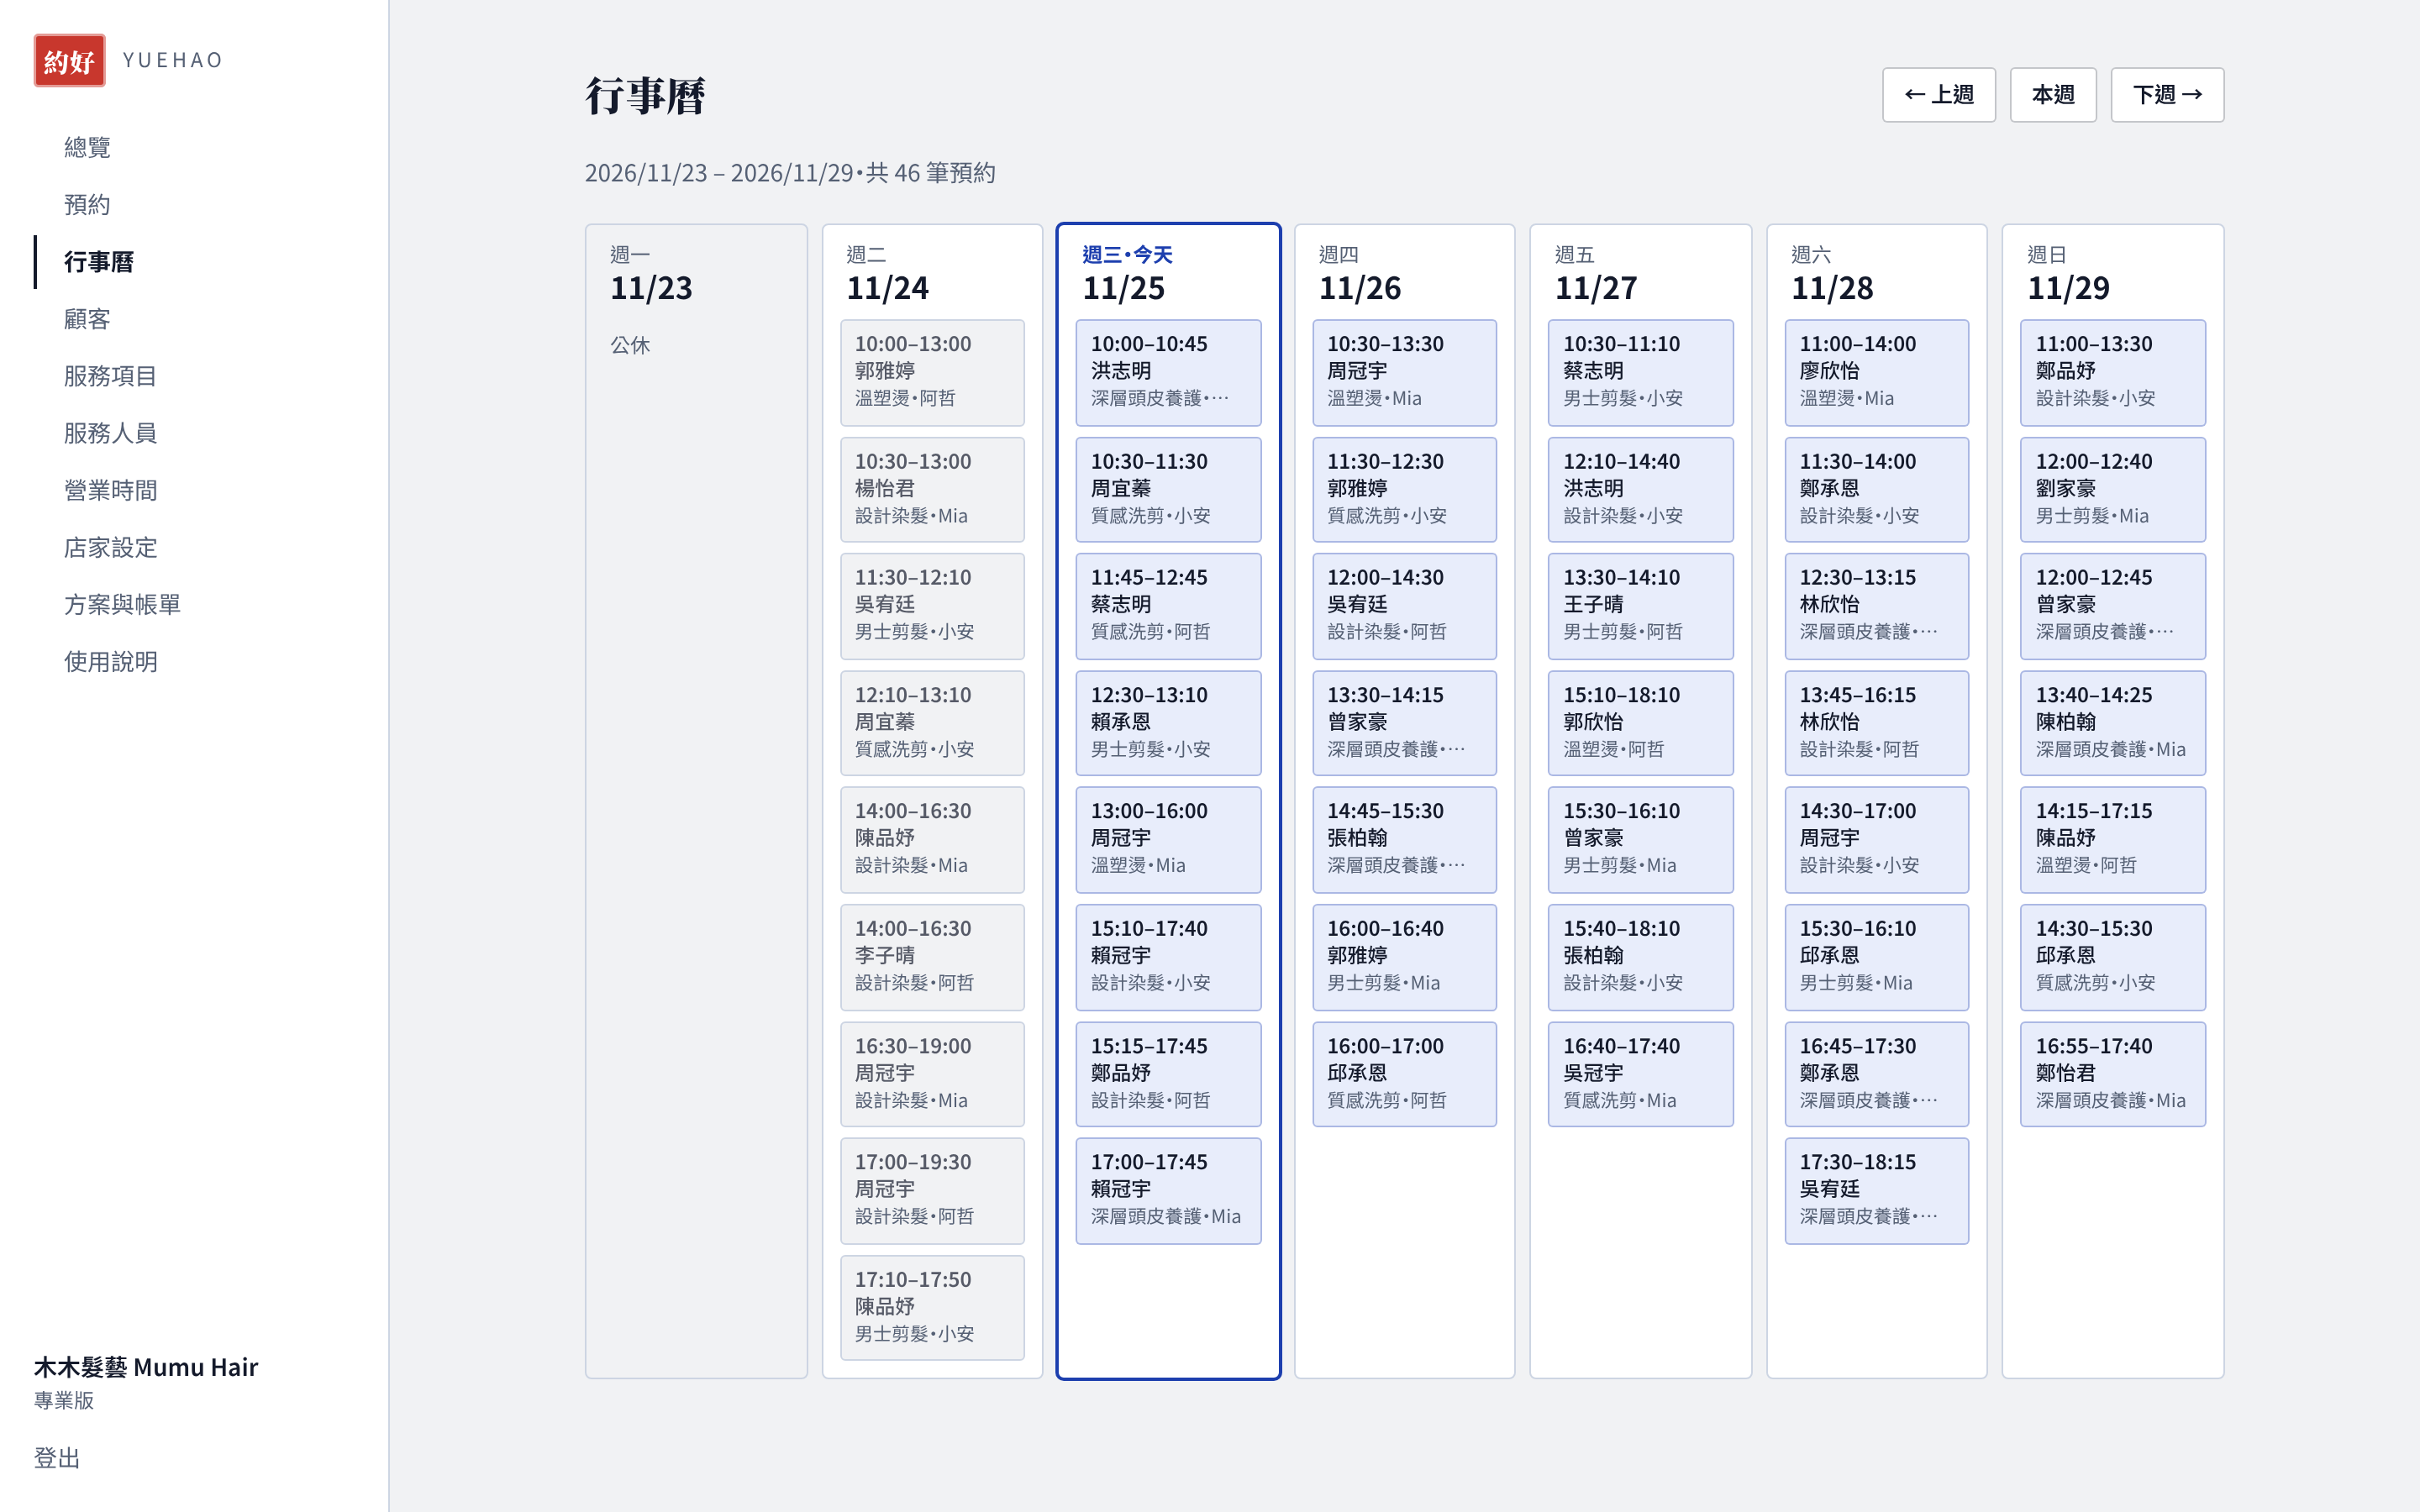 約好 YUEHAO
總覽
預約
行事曆
顧客
服務項目
服務人員
營業時間
店家設定
方案與帳單
使用說明
木木髮藝 Mumu Hair
專業版
登出
行事曆
← 上週
本週
下週 →
2026/11/23 – 2026/11/29・共 46 筆預約
週一
11/23
公休
週二
11/24
10:00–13:00
郭雅婷
溫塑燙・阿哲
10:30–13:00
楊怡君
設計染髮・Mia
11:30–12:10
吳宥廷
男士剪髮・小安
12:10–13:10
周宜蓁
質感洗剪・小安
14:00–16:30
陳品妤
設計染髮・Mia
14:00–16:30
李子晴
設計染髮・阿哲
16:30–19:00
周冠宇
設計染髮・Mia
17:00–19:30
周冠宇
設計染髮・阿哲
17:10–17:50
陳品妤
男士剪髮・小安
週三・今天
11/25
10:00–10:45
洪志明
深層頭皮養護・…
10:30–11:30
周宜蓁
質感洗剪・小安
11:45–12:45
蔡志明
質感洗剪・阿哲
12:30–13:10
賴承恩
男士剪髮・小安
13:00–16:00
周冠宇
溫塑燙・Mia
15:10–17:40
賴冠宇
設計染髮・小安
15:15–17:45
鄭品妤
設計染髮・阿哲
17:00–17:45
賴冠宇
深層頭皮養護・Mia
週四
11/26
10:30–13:30
周冠宇
溫塑燙・Mia
11:30–12:30
郭雅婷
質感洗剪・小安
12:00–14:30
吳宥廷
設計染髮・阿哲
13:30–14:15
曾家豪
深層頭皮養護・…
14:45–15:30
張柏翰
深層頭皮養護・…
16:00–16:40
郭雅婷
男士剪髮・Mia
16:00–17:00
邱承恩
質感洗剪・阿哲
週五
11/27
10:30–11:10
蔡志明
男士剪髮・小安
12:10–14:40
洪志明
設計染髮・小安
13:30–14:10
王子晴
男士剪髮・阿哲
15:10–18:10
郭欣怡
溫塑燙・阿哲
15:30–16:10
曾家豪
男士剪髮・Mia
15:40–18:10
張柏翰
設計染髮・小安
16:40–17:40
吳冠宇
質感洗剪・Mia
週六
11/28
11:00–14:00
廖欣怡
溫塑燙・Mia
11:30–14:00
鄭承恩
設計染髮・小安
12:30–13:15
林欣怡
深層頭皮養護・…
13:45–16:15
林欣怡
設計染髮・阿哲
14:30–17:00
周冠宇
設計染髮・小安
15:30–16:10
邱承恩
男士剪髮・Mia
16:45–17:30
鄭承恩
深層頭皮養護・…
17:30–18:15
吳宥廷
深層頭皮養護・…
週日
11/29
11:00–13:30
鄭品妤
設計染髮・小安
12:00–12:40
劉家豪
男士剪髮・Mia
12:00–12:45
曾家豪
深層頭皮養護・…
13:40–14:25
陳柏翰
深層頭皮養護・Mia
14:15–17:15
陳品妤
溫塑燙・阿哲
14:30–15:30
邱承恩
質感洗剪・小安
16:55–17:40
鄭怡君
深層頭皮養護・Mia